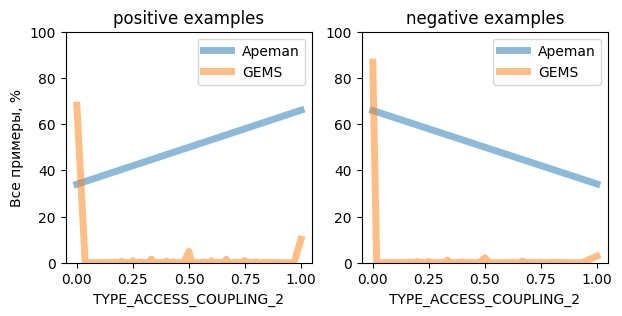 positive examples
negative examples
100
80
60
40
20
0
Все примеры, %
Apeman
GEMS
0.00 0.25 0.50 0.75 1.00
TYPE_ACCESS_COUPLING_2
100
80
60
40
20
0
Apeman
GEMS
0.00 0.25 0.50 0.75 1.00
TYPE_ACCESS_COUPLING_2